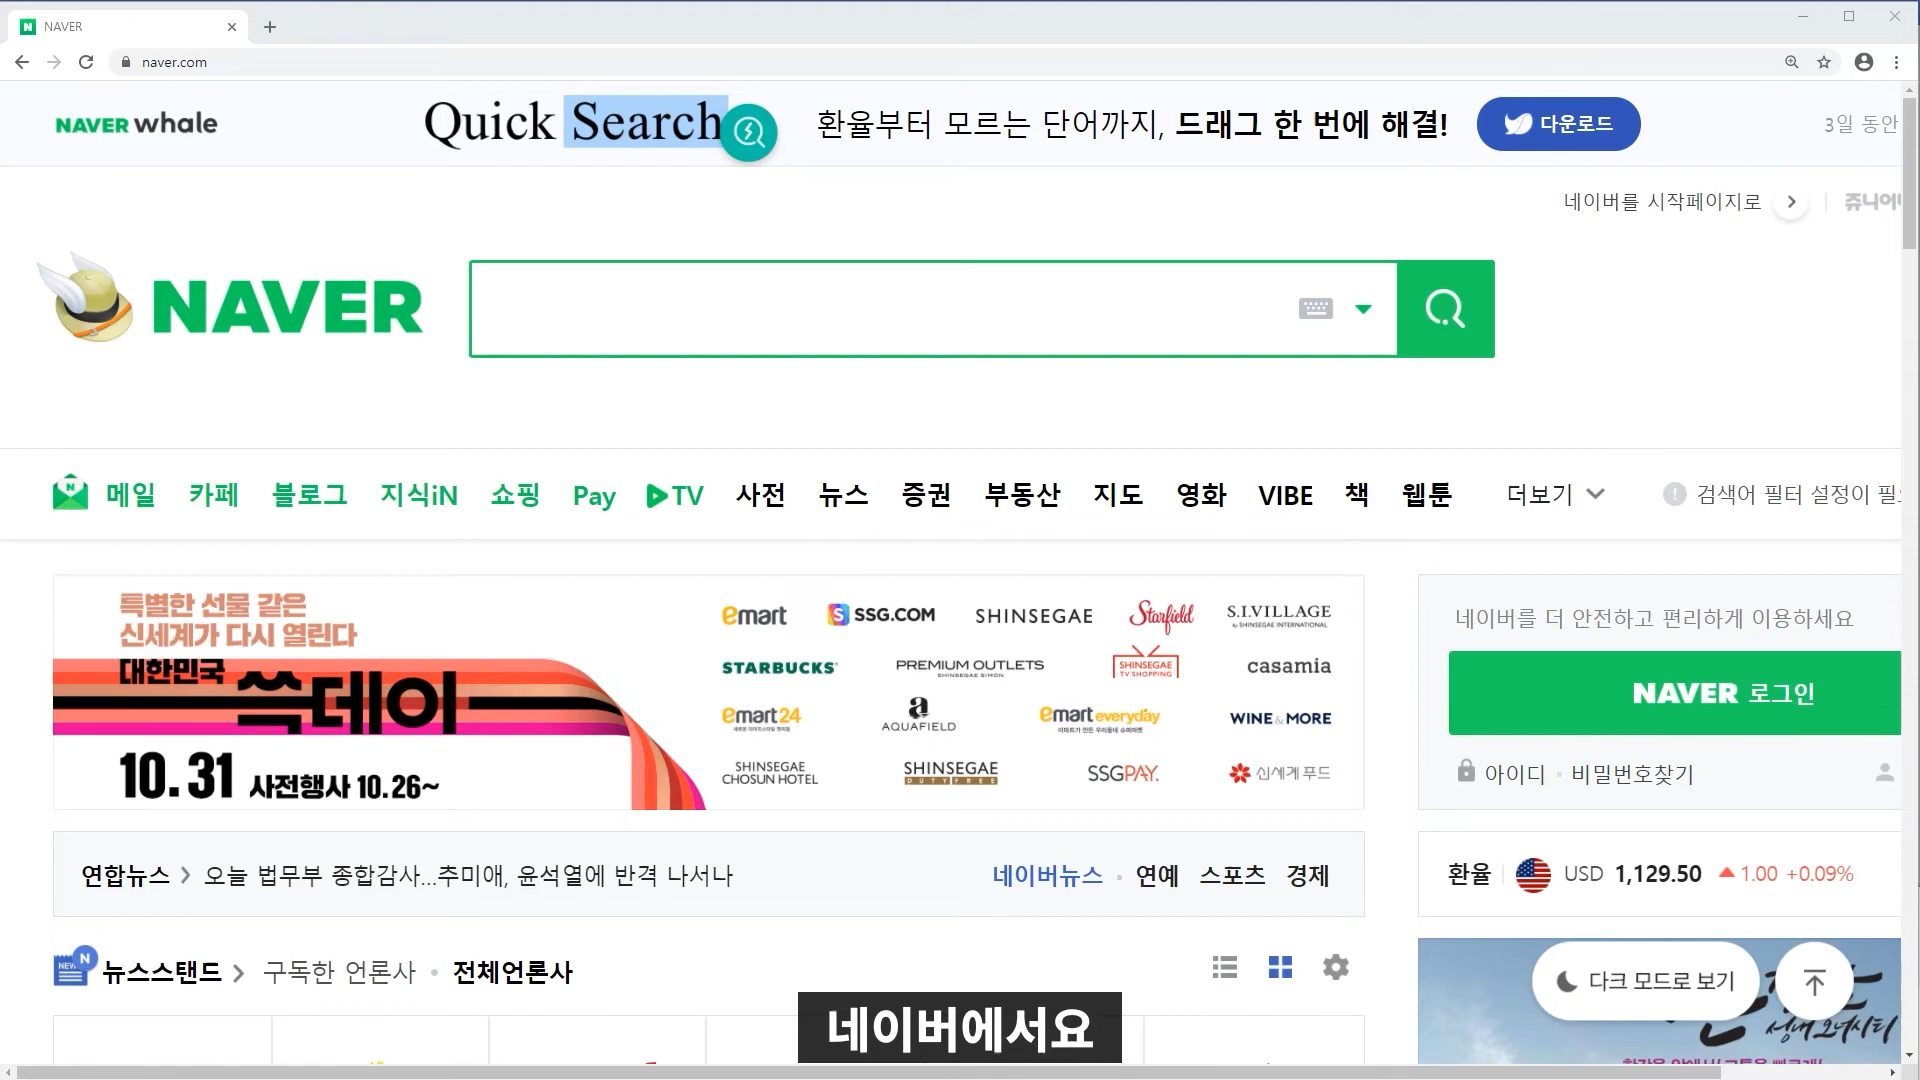 NAVER
naver.com
NAVER whale
Quick Search
환율부터 모르는 단어까지, 드래그 한 번에 해결!
다운로드
3일 동안
네이버를 시작페이지로
NAVER
메일 카페 블로그 지식iN 쇼핑 Pay TV 사전 뉴스 증권 부동산 지도 영화 VIBE 책 웹툰 더보기
검색어 필터 설정이
특별한 선물 같은
신세계가 다시 열린다
대한민국
쓱데이
10.31 사전행사 10.26~
emart SSG.COM SHINSEGAE Starfield S.I.VILLAGE
by SHINSEGAE INTERNATIONAL
STARBUCKS PREMIUM OUTLETS
SHINSEGAE SIMON
SHINSEGAE
TV SHOPPING
casamia
emart24
AQUAFIELD
emart everyday
WINE & MORE
SHINSEGAE
CHOSUN HOTEL
SHINSEGAE
DUTY FREE
SSGPAY.
신세계 푸드
네이버를 더 안전하고 편리하게 이용하세요
NAVER 로그인
아이디 · 비밀번호찾기
연합뉴스 > 오늘 법무부 종합감사...추미애, 윤석열에 반격 나서나
네이버뉴스 · 연예 스포츠 경제
환율 USD 1,129.50 ▲1.00 +0.09%
뉴스스탠드 > 구독한 언론사 · 전체언론사
다크 모드로 보기
네이버에서요